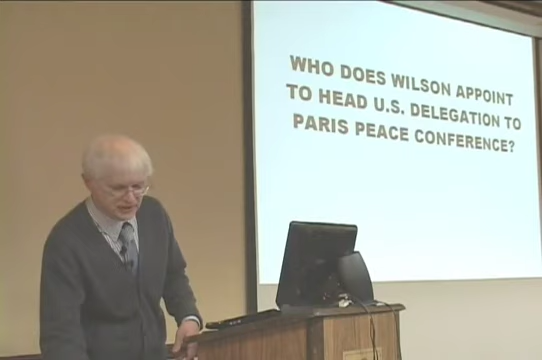 WHO DOES WILSON APPOINT
TO HEAD U.S. DELEGATION TO
PARIS PEACE CONFERENCE?